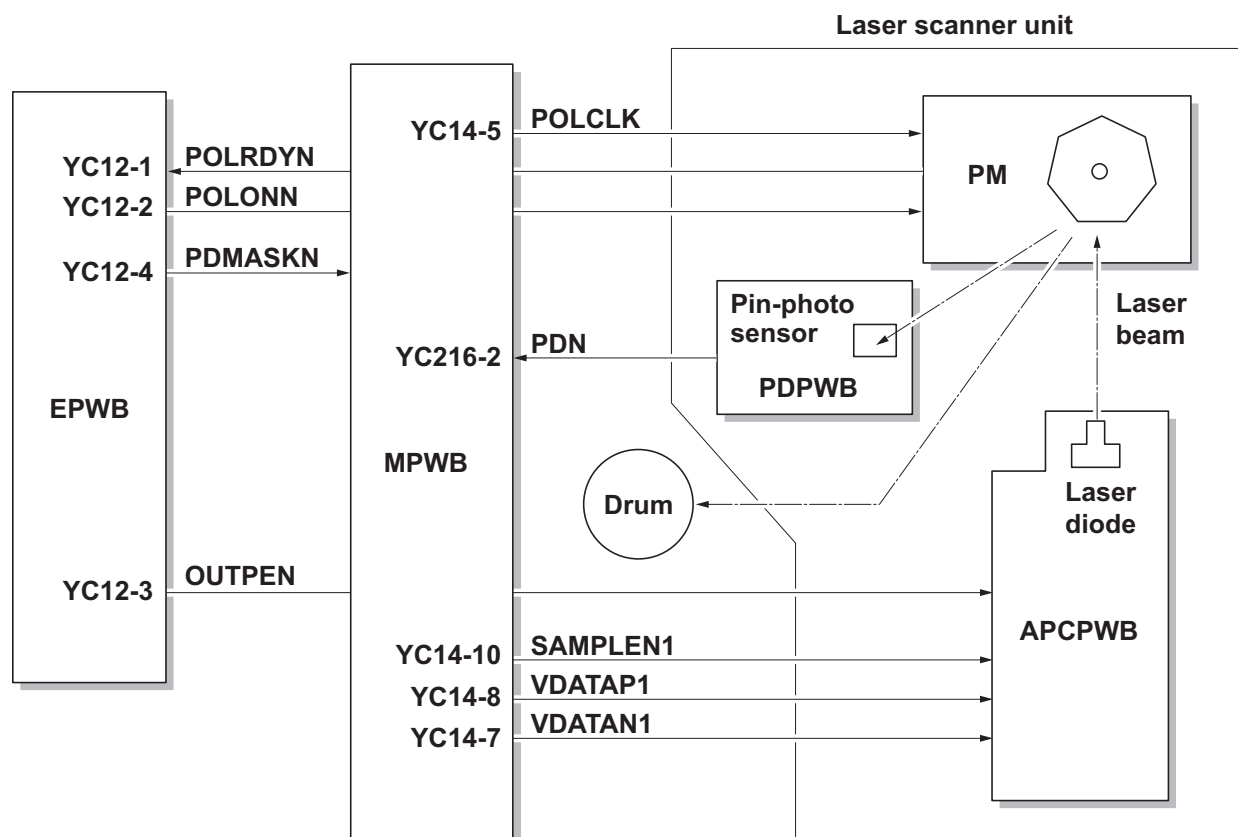 Laser scanner unit
YC14-5
POLCLK
YC12-1
POLRDYN
PM
YC12-2
POLONN
YC12-4
PDMASKN
Laser
beam
Pin-photo
sensor
YC216-2
PDN
PDPWB
EPWB
MPWB
Drum
Laser
diode
YC12-3
OUTPEN
APCPWB
YC14-10
SAMPLEN1
YC14-8
VDATAP1
YC14-7
VDATAN1